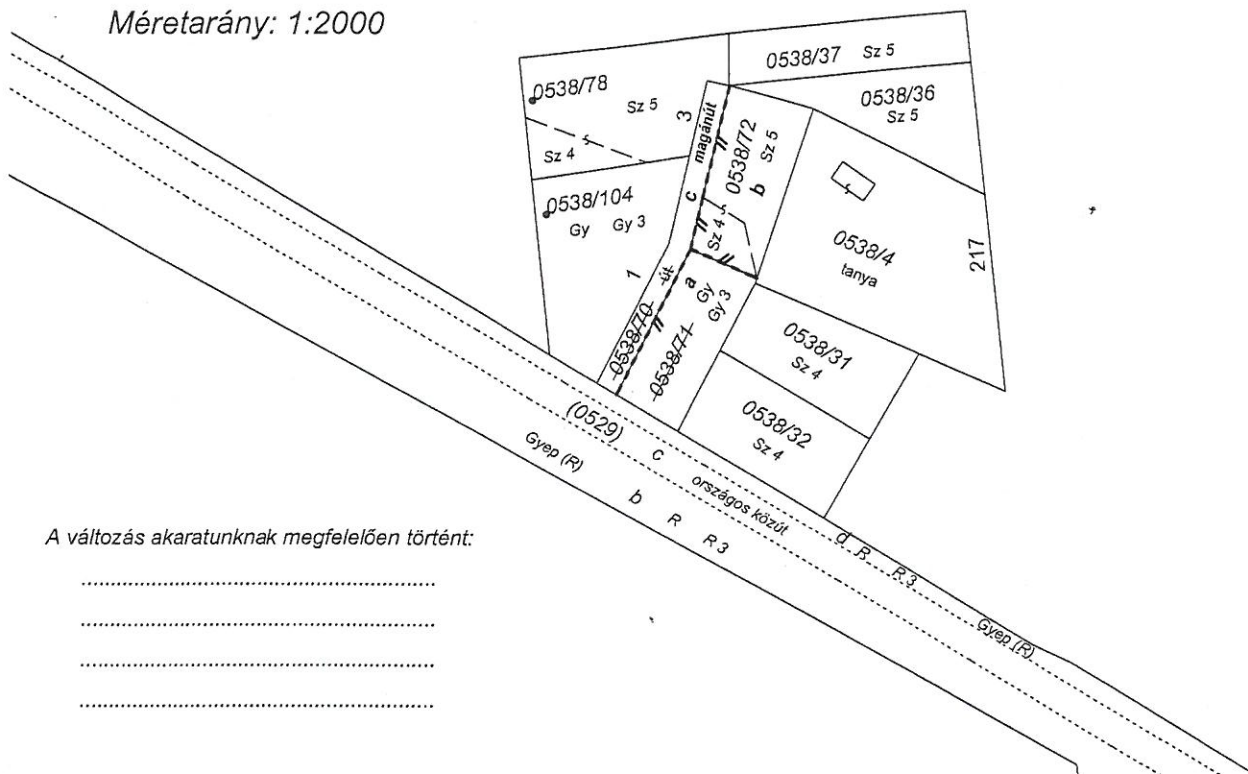 Méretarány: 1:2000
0538/37 Sz 5
0538/36
Sz 5
0538/78
Sz 5
Sz 4
3
magánút
c
0538/72
b
Sz 5
Sz 4
0538/104
Gy Gy 3
1
0538/4
tanya
217
út
0538/70
a
Gy
Gy 3
0538/71
0538/31
Sz 4
0538/32
Sz 4
(0529) c országos közút d R R 3 Gyep (R)
Gyep (R) b R R 3
A változás akaratunknak megfelelően történt:
..........................................................................
..........................................................................
..........................................................................
..........................................................................